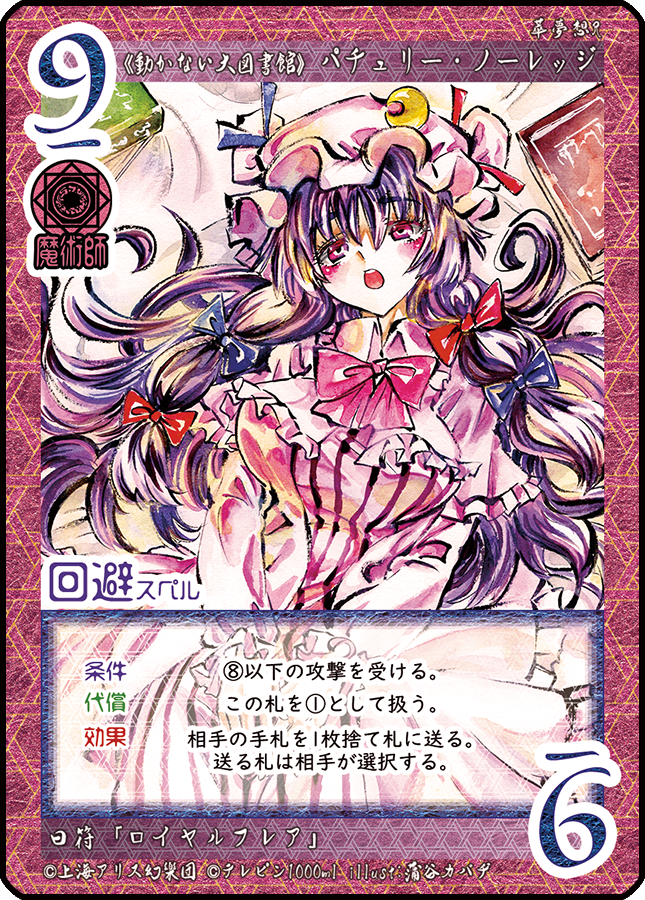 華夢想9
9
《動かない大図書館》 パチュリー・ノーレッジ
魔術師
回避スペル
条件 ⑧以下の攻撃を受ける。
代償 この札を①として扱う。
効果 相手の手札を1枚捨て札に送る。
送る札は相手が選択する。
9
日符「ロイヤルフレア」
©上海アリス幻樂団 ©テレピン1000ml illust:蒲谷カバヂ